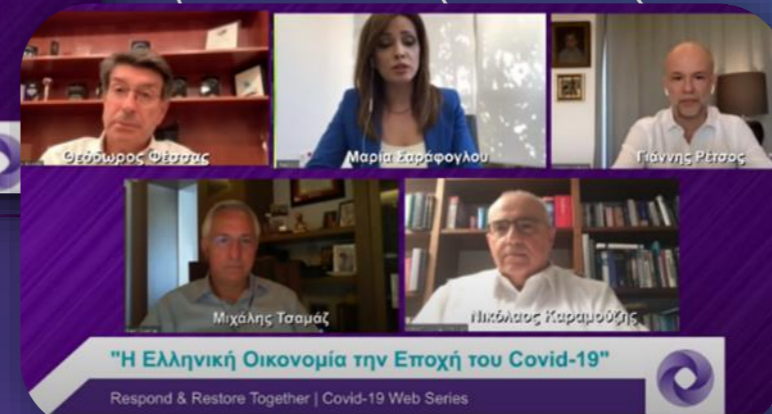 Θεόδωρος Φέσσας
Μαρία Σαράφογλου
Γιάννης Ρέτσος
Μιχάλης Τσαμάζ
Νικόλαος Καραμούζης
"Η Ελληνική Οικονομία την Εποχή του Covid-19"
Respond & Restore Together | Covid-19 Web Series